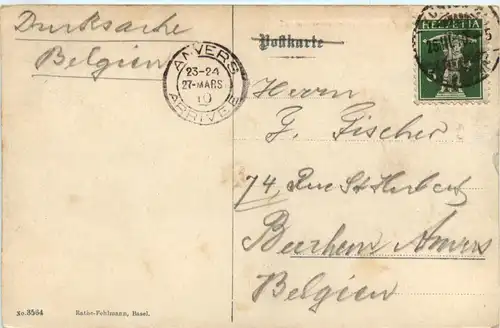 Drucksache
Belgien
Postkarte
HELVETIA
5
ANVERS
23-24
27-MARS
10
ARRIVÉE
Herrn
J. Fischer
74, Rue St Hubert
Berchem Anvers
Belgien
No. 3564 Rathe-Fehlmann, Basel.